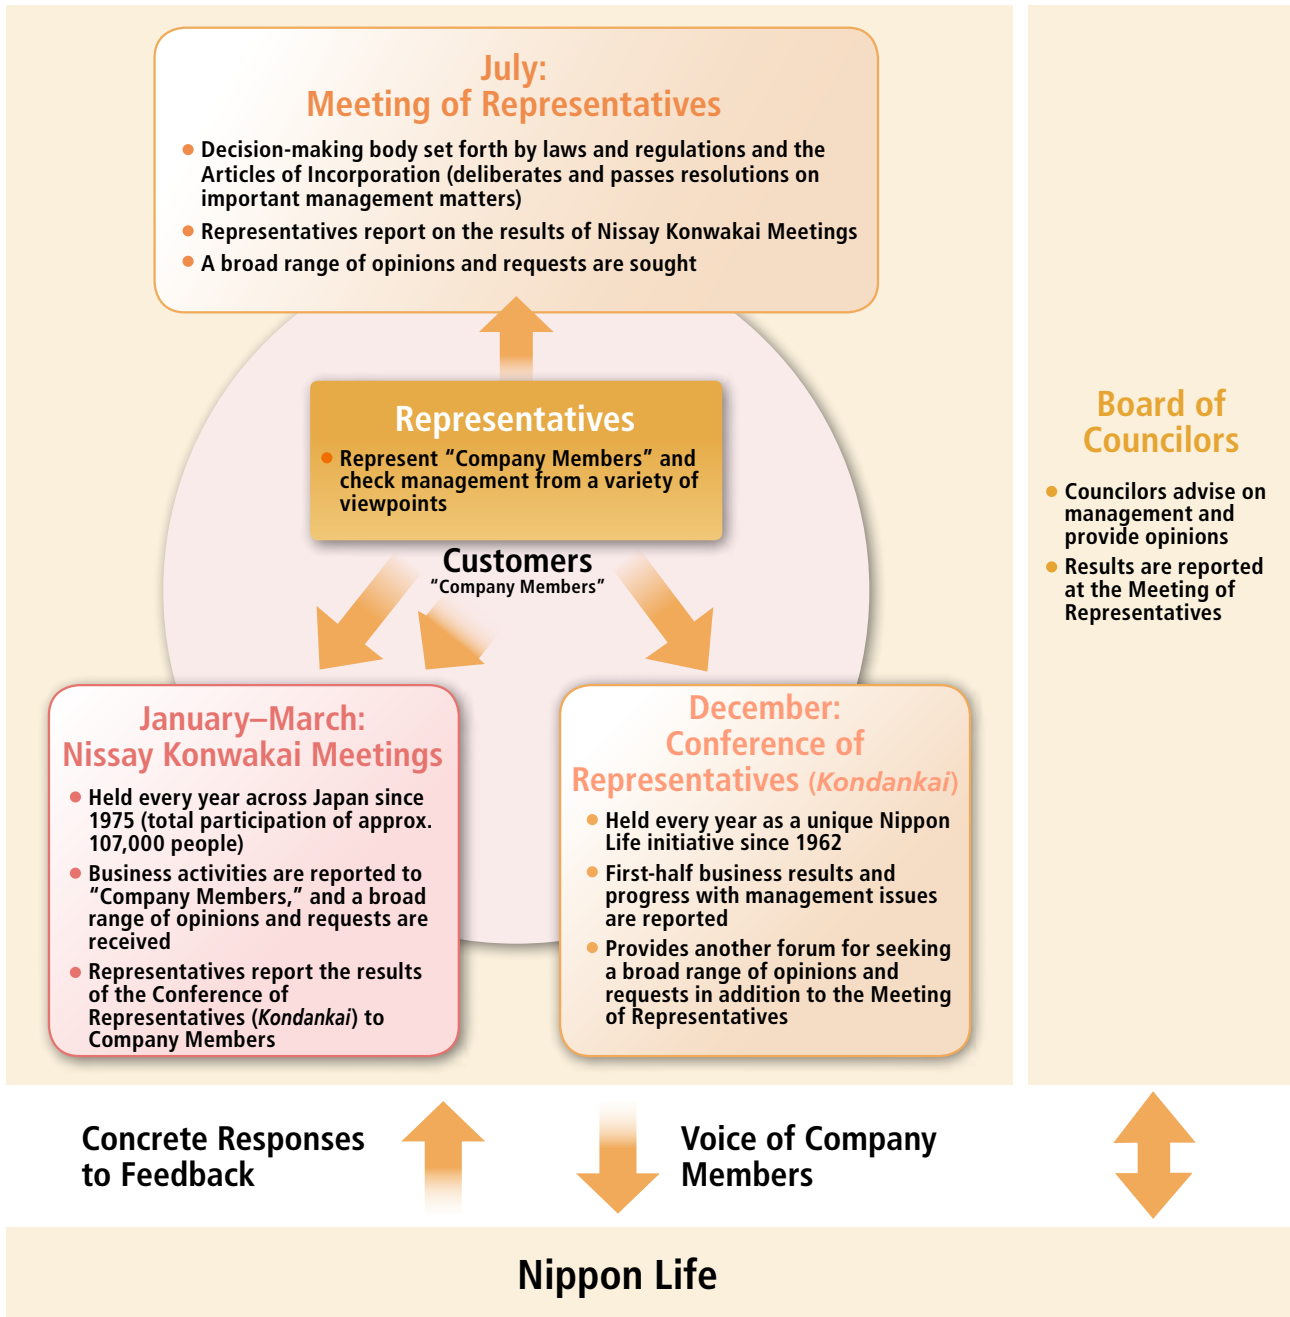 July:
Meeting of Representatives
● Decision-making body set forth by laws and regulations and the
Articles of Incorporation (deliberates and passes resolutions on
important management matters)
● Representatives report on the results of Nissay Konwakai Meetings
● A broad range of opinions and requests are sought
Representatives
● Represent “Company Members” and
check management from a variety of
viewpoints
Customers
“Company Members”
January–March:
Nissay Konwakai Meetings
● Held every year across Japan since
1975 (total participation of approx.
107,000 people)
● Business activities are reported to
“Company Members,” and a broad
range of opinions and requests are
received
● Representatives report the results
of the Conference of
Representatives (Kondankai) to
Company Members
December:
Conference of
Representatives (Kondankai)
● Held every year as a unique Nippon
Life initiative since 1962
● First-half business results and
progress with management issues
are reported
● Provides another forum for seeking
a broad range of opinions and
requests in addition to the Meeting
of Representatives
Board of
Councilors
● Councilors advise on
management and
provide opinions
● Results are reported
at the Meeting of
Representatives
Concrete Responses
to Feedback
Voice of Company
Members
Nippon Life